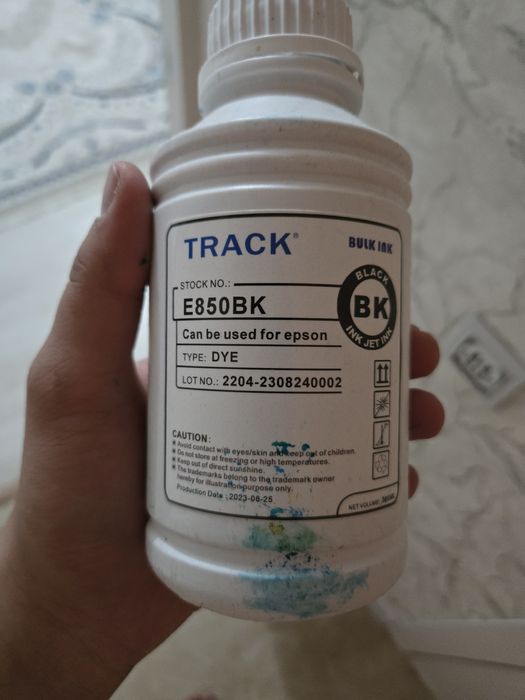 TRACK®
BULK INK
STOCK NO.:
E850BK
BLACK
BK
INK JET INK
Can be used for epson
TYPE: DYE
LOT NO.: 2204-2308240002
CAUTION:
Avoid contact with eyes/skin and keep out of children.
Do not store at freezing or high temperatures.
Keep out of direct sunshine.
The trademarks belong to the trademark owner
hereby for illustration purpose only.
Production Date : 2023-08-25
NET VOLUME: